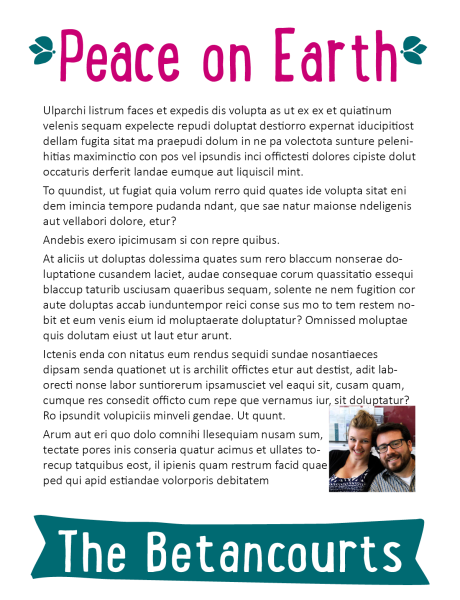 Peace on Earth
Ulparchi listrum faces et expedis dis volupta as ut ex ex et quiatinum
velenis sequam expelecte repudi doluptat destiorro expernat iducipitiost
dellam fugita sitat ma praepudi dolum in ne pa volectota sunture peleni-
hitias maximinctio con pos vel ipsundis inci offictesti dolores cipiste dolut
occaturis derferit landae eumque aut liquiscil mint.
To quundist, ut fugiat quia volum rerro quid quates ide volupta sitat eni
dem imincia tempore pudanda ndant, que sae natur maionse ndeligenis
aut vellabori dolore, etur?
Andebis exero ipicimusam si con repre quibus.
At aliciis ut doluptas dolessima quates sum rero blaccum nonserae do-
luptatione cusandem laciet, audae consequae corum quassitatio essequi
blaccup taturib usciusam quaeribus sequam, solente ne nem fugition cor
aute doluptas accab iunduntempor reici conse sus mo to tem restem no-
bit et eum venis eium id moluptaerate doluptatur? Omnissed moluptae
quis dolutam eiust ut laut etur arunt.
Ictenis enda con nitatus eum rendus sequidi sundae nosantiaeces
dipsam senda quationet ut is archilit offictes etur aut destist, adit lab-
orecti nonse labor suntiorerum ipsamusciet vel eaqui sit, cusam quam,
cumque res consedit officto cum repe que vernamus iur, sit doluptatur?
Ro ipsundit volupiciis minveli gendae. Ut quunt.
Arum aut eri quo dolo comnihi llesequiam nusam sum,
tectate pores inis conseria quatur acimus et ullates to-
recup tatquibus eost, il ipienis quam restrum facid quae
ped qui apid estiandae volorporis debitatem
The Betancourts